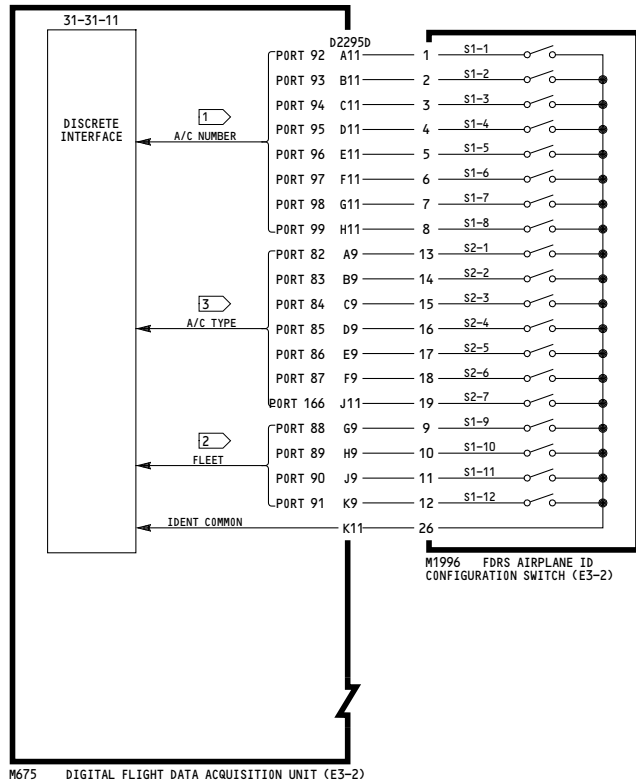 31-31-11
D2295D
PORT 92 A11 1 S1-1
PORT 93 B11 2 S1-2
PORT 94 C11 3 S1-3
DISCRETE
INTERFACE
1
A/C NUMBER
PORT 95 D11 4 S1-4
PORT 96 E11 5 S1-5
PORT 97 F11 6 S1-6
PORT 98 G11 7 S1-7
PORT 99 H11 8 S1-8
PORT 82 A9 13 S2-1
PORT 83 B9 14 S2-2
3
A/C TYPE
PORT 84 C9 15 S2-3
PORT 85 D9 16 S2-4
PORT 86 E9 17 S2-5
PORT 87 F9 18 S2-6
PORT 166 J11 19 S2-7
PORT 88 G9 9 S1-9
2
FLEET
PORT 89 H9 10 S1-10
PORT 90 J9 11 S1-11
PORT 91 K9 12 S1-12
IDENT COMMON K11 26
M1996 FDRS AIRPLANE ID
CONFIGURATION SWITCH (E3-2)
M675 DIGITAL FLIGHT DATA ACQUISITION UNIT (E3-2)